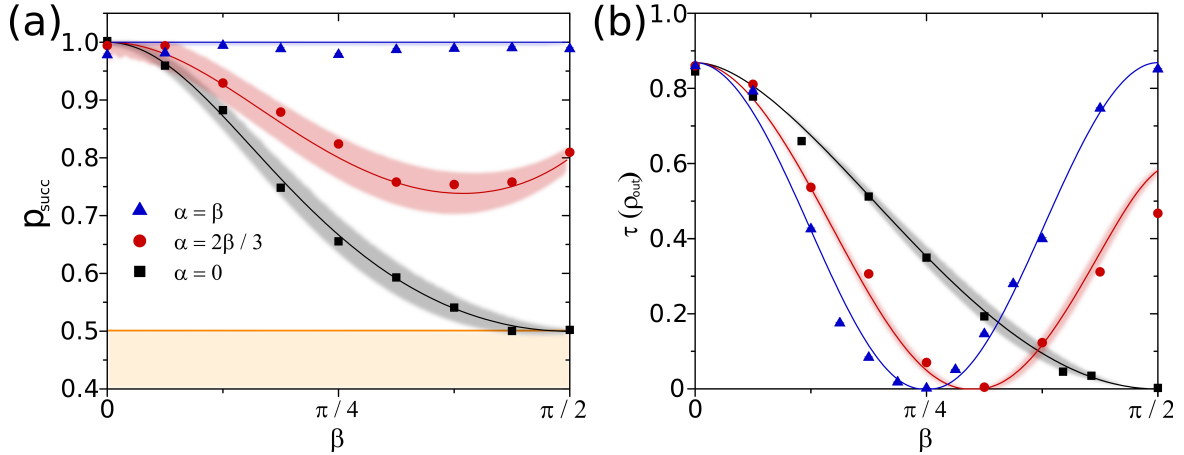 (a)
1.0
0.9
0.8
0.7
0.6
0.5
0.4
p_succ
α = β
α = 2β / 3
α = 0
0
π / 4
π / 2
β
(b)
1.0
0.8
0.6
0.4
0.2
0
τ (ρ_out)
0
π / 4
π / 2
β